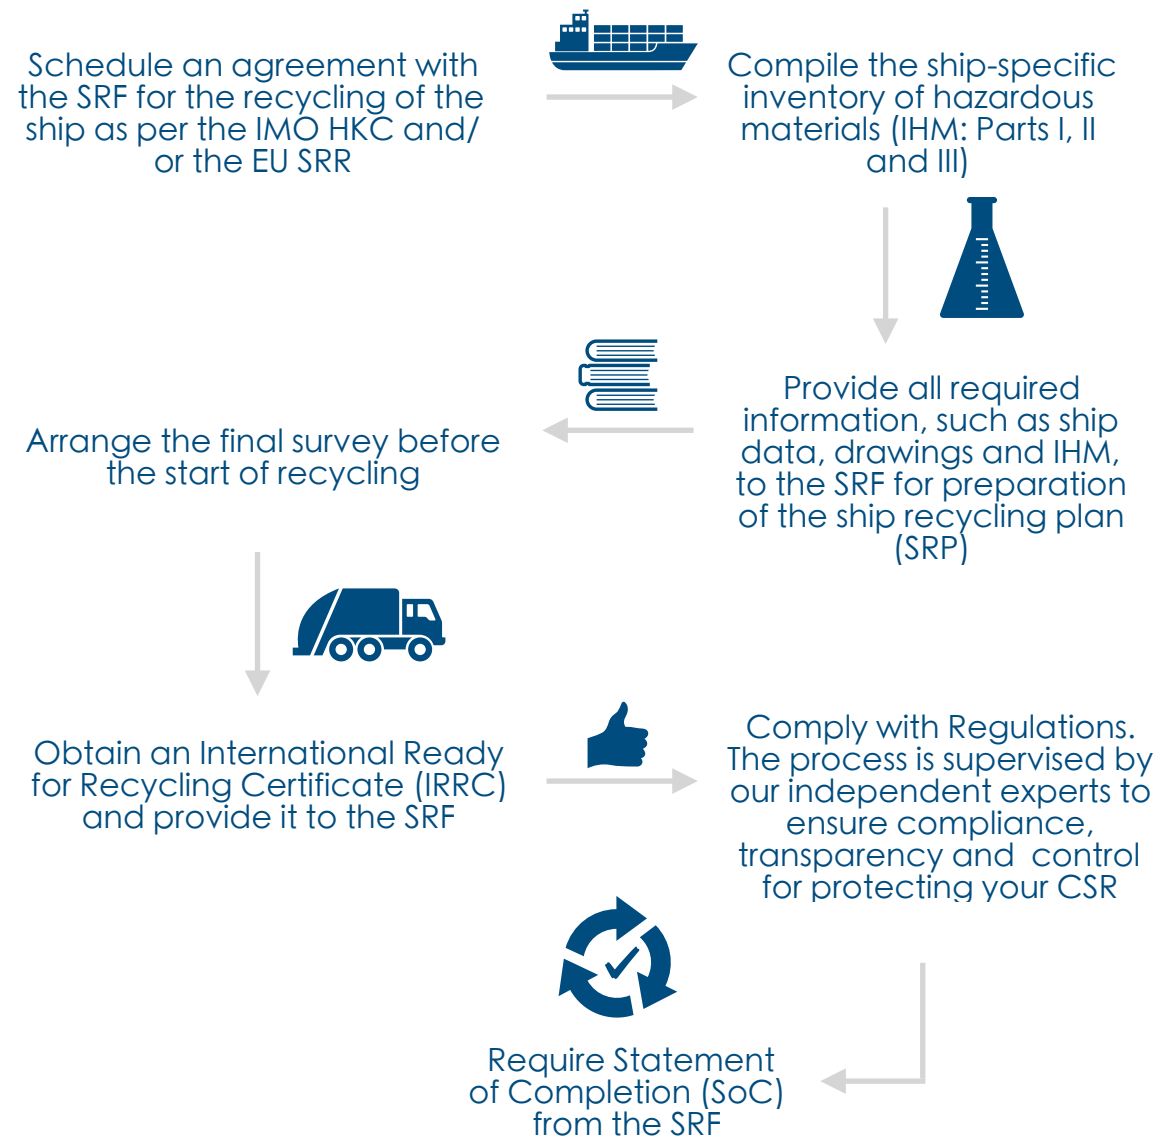 Schedule an agreement with
the SRF for the recycling of the
ship as per the IMO HKC and/
or the EU SRR
Compile the ship-specific
inventory of hazardous
materials (IHM: Parts I, II
and III)
Provide all required
information, such as ship
data, drawings and IHM,
to the SRF for preparation
of the ship recycling plan
(SRP)
Arrange the final survey before
the start of recycling
Obtain an International Ready
for Recycling Certificate (IRRC)
and provide it to the SRF
Comply with Regulations.
The process is supervised by
our independent experts to
ensure compliance,
transparency and  control
for protecting your CSR
Require Statement
of Completion (SoC)
from the SRF